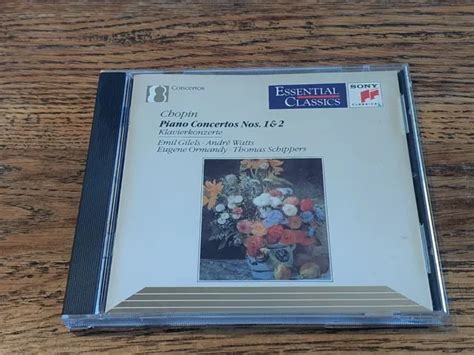 Concertos
ESSENTIAL
CLASSICS
SONY
CLASSICAL
Chopin
Piano Concertos Nos. 1 & 2
Klavierkonzerte
Emil Gilels · André Watts
Eugene Ormandy · Thomas Schippers